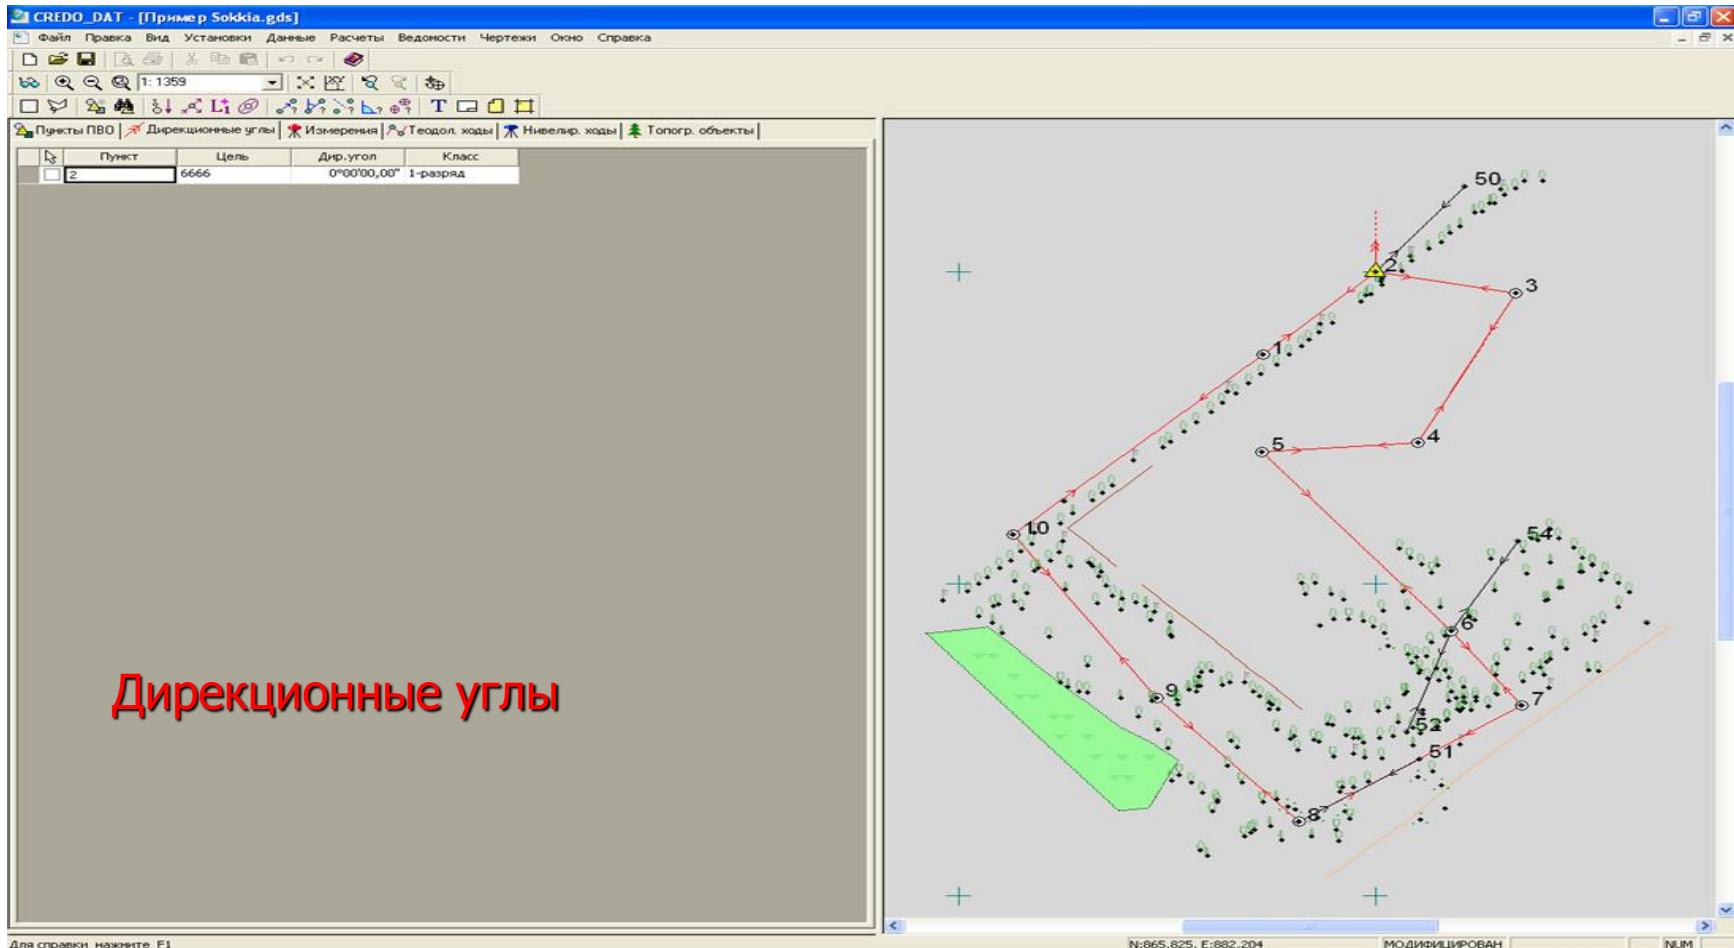 CREDO_DAT - [Пример Sokkia.gds]
Файл Правка Вид Установки Данные Расчеты Ведомости Чертежи Окно Справка
1: 1359
Пункты ПВО Дирекционные углы Измерения Теодол. ходы Нивелир. ходы Топогр. объекты
Пункт Цель Дир.угол Класс
2 6666 0°00'00,00" 1-разряд
50
2
3
1
4
5
10
54
6
9
7
52
51
8
Дирекционные углы
Для справки, нажмите F1 N:865.825, E:882.204 МОДИФИЦИРОВАН NUM